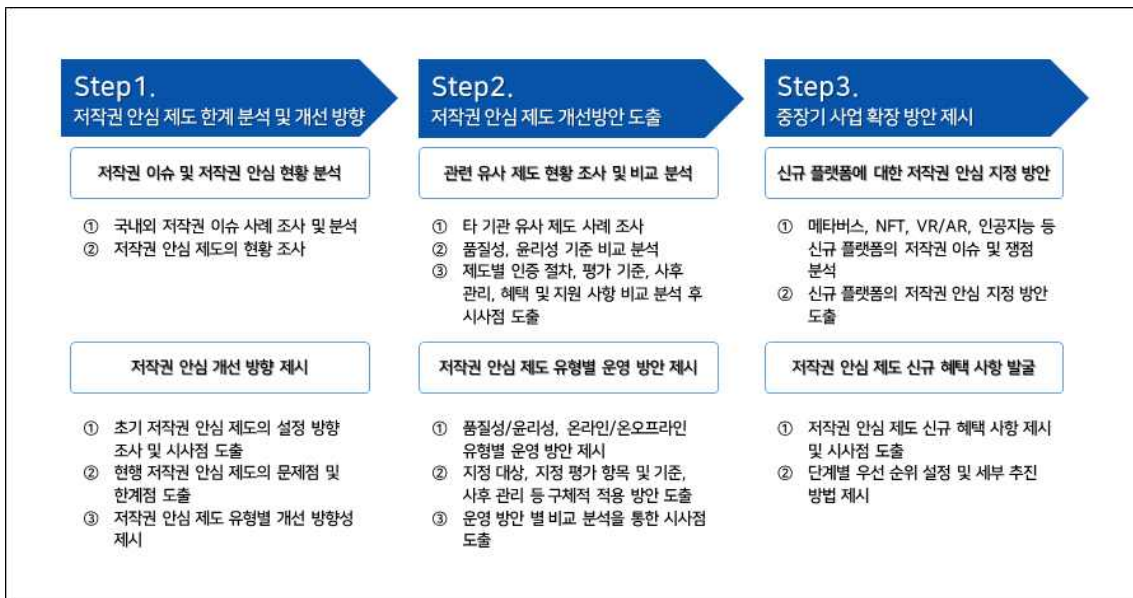 Step1.
저작권 안심 제도 한계 분석 및 개선 방향
저작권 이슈 및 저작권 안심 현황 분석
① 국내외 저작권 이슈 사례 조사 및 분석
② 저작권 안심 제도의 현황 조사
저작권 안심 개선 방향 제시
① 초기 저작권 안심 제도의 설정 방향
조사 및 시사점 도출
② 현행 저작권 안심 제도의 문제점 및
한계점 도출
③ 저작권 안심 제도 유형별 개선 방향성
제시
Step2.
저작권 안심 제도 개선방안 도출
관련 유사 제도 현황 조사 및 비교 분석
① 타 기관 유사 제도 사례 조사
② 품질성, 윤리성 기준 비교 분석
③ 제도별 인증 절차, 평가 기준, 사후
관리, 혜택 및 지원 사항 비교 분석 후
시사점 도출
저작권 안심 제도 유형별 운영 방안 제시
① 품질성/윤리성, 온라인/온오프라인
유형별 운영 방안 제시
② 지정 대상, 지정 평가 항목 및 기준,
사후 관리 등 구체적 적용 방안 도출
③ 운영 방안 별 비교 분석을 통한 시사점
도출
Step3.
중장기 사업 확장 방안 제시
신규 플랫폼에 대한 저작권 안심 지정 방안
① 메타버스, NFT, VR/AR, 인공지능 등
신규 플랫폼의 저작권 이슈 및 쟁점
분석
② 신규 플랫폼의 저작권 안심 지정 방안
도출
저작권 안심 제도 신규 혜택 사항 발굴
① 저작권 안심 제도 신규 혜택 사항 제시
및 시사점 도출
② 단계별 우선 순위 설정 및 세부 추진
방법 제시